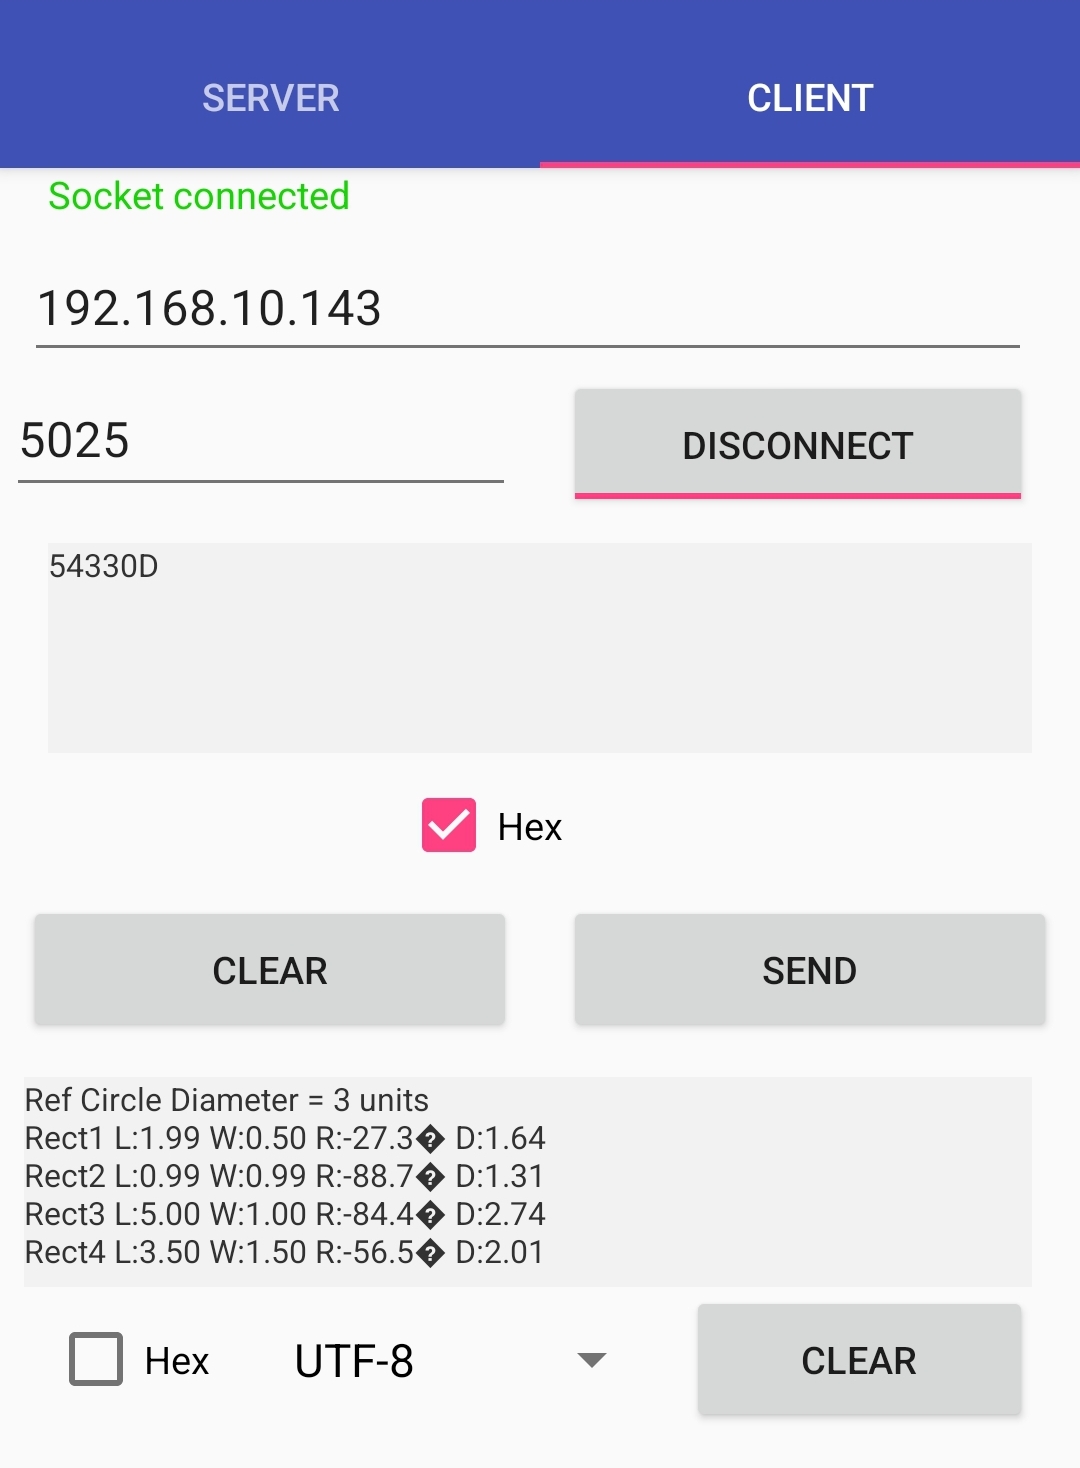 SERVER CLIENT
Socket connected
192.168.10.143
5025 DISCONNECT
54330D
Hex
CLEAR SEND
Ref Circle Diameter = 3 units
Rect1 L:1.99 W:0.50 R:-27.3� D:1.64
Rect2 L:0.99 W:0.99 R:-88.7� D:1.31
Rect3 L:5.00 W:1.00 R:-84.4� D:2.74
Rect4 L:3.50 W:1.50 R:-56.5� D:2.01
Hex UTF-8 CLEAR